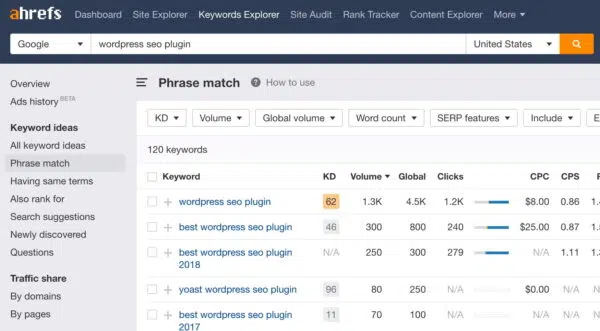 ahrefs Dashboard Site Explorer Keywords Explorer Site Audit Rank Tracker Content Explorer More
Google wordpress seo plugin United States
Overview
Ads history BETA
Keyword ideas
All keyword ideas
Phrase match
Having same terms
Also rank for
Search suggestions
Newly discovered
Questions
Traffic share
By domains
By pages
Phrase match ? How to use
KD Volume Global volume Word count SERP features Include
120 keywords
Keyword KD Volume Global Clicks CPC CPS
wordpress seo plugin 62 1.3K 4.5K 1.2K $8.00 0.86
best wordpress seo plugin 46 300 800 240 $25.00 0.87
best wordpress seo plugin N/A 250 300 279 N/A 1.11
2018
yoast wordpress seo plugin 96 80 250 N/A $0.00 N/A
best wordpress seo plugin 11 70 100 N/A N/A N/A
2017